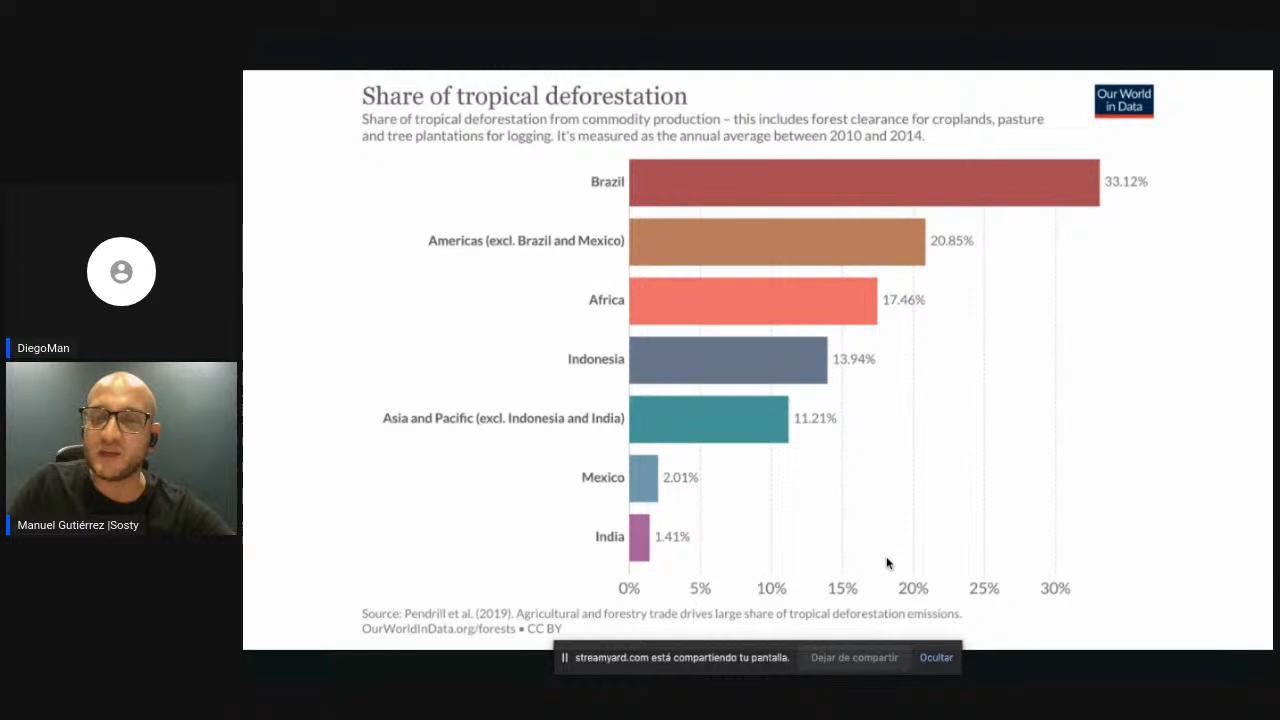 Share of tropical deforestation
Our World
in Data
Share of tropical deforestation from commodity production – this includes forest clearance for croplands, pasture
and tree plantations for logging. It's measured as the annual average between 2010 and 2014.
Brazil 33.12%
Americas (excl. Brazil and Mexico) 20.85%
Africa 17.46%
Indonesia 13.94%
Asia and Pacific (excl. Indonesia and India) 11.21%
Mexico 2.01%
India 1.41%
0% 5% 10% 15% 20% 25% 30%
Source: Pendrill et al. (2019). Agricultural and forestry trade drives large share of tropical deforestation emissions.
OurWorldInData.org/forests • CC BY
DiegoMan
Manuel Gutiérrez |Sosty
streamyard.com está compartiendo tu pantalla. Dejar de compartir Ocultar